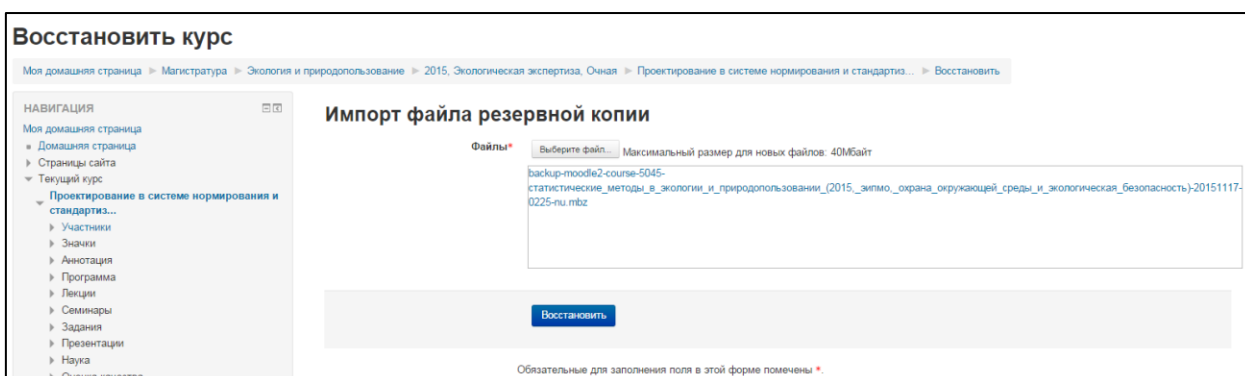 Восстановить курс
Моя домашняя страница ► Магистратура ► Экология и природопользование ► 2015, Экологическая экспертиза, Очная ► Проектирование в системе нормирования и стандартиз... ► Восстановить
НАВИГАЦИЯ
Моя домашняя страница
Домашняя страница
Страницы сайта
Текущий курс
Проектирование в системе нормирования и
стандартиз...
Участники
Значки
Аннотация
Программа
Лекции
Семинары
Задания
Презентации
Наука
Импорт файла резервной копии
Файлы* Выберите файл... Максимальный размер для новых файлов: 40Мбайт
backup-moodle2-course-5045-
статистические_методы_в_экологии_и_природопользовании_(2015,_эипмо,_охрана_окружающей_среды_и_экологическая_безопасность)-20151117-
0225-nu.mbz
Восстановить
Обязательные для заполнения поля в этой форме помечены *.